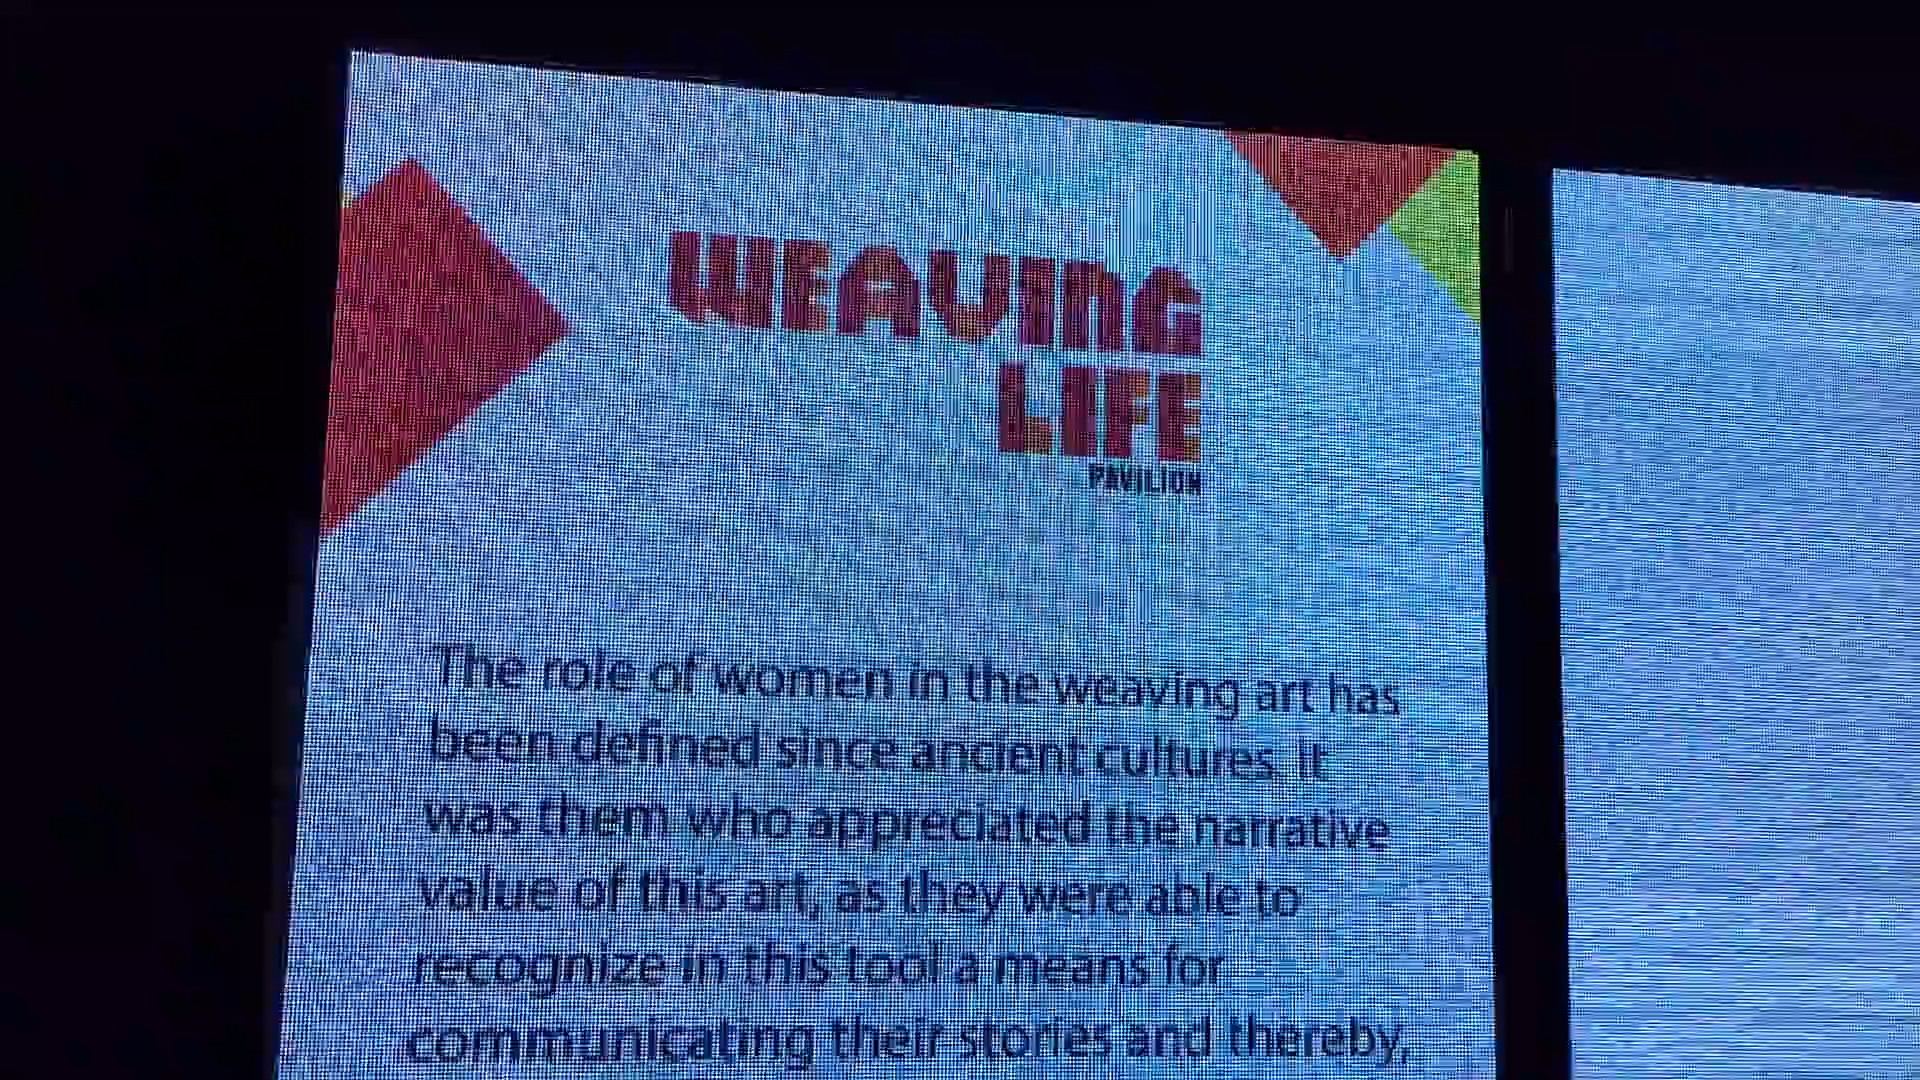 WEAVING
LIFE
PAVILION
The role of women in the weaving art has
been defined since ancient cultures. It
was them who appreciated the narrative
value of this art, as they were able to
recognize in this tool a means for
communicating their stories and thereby,